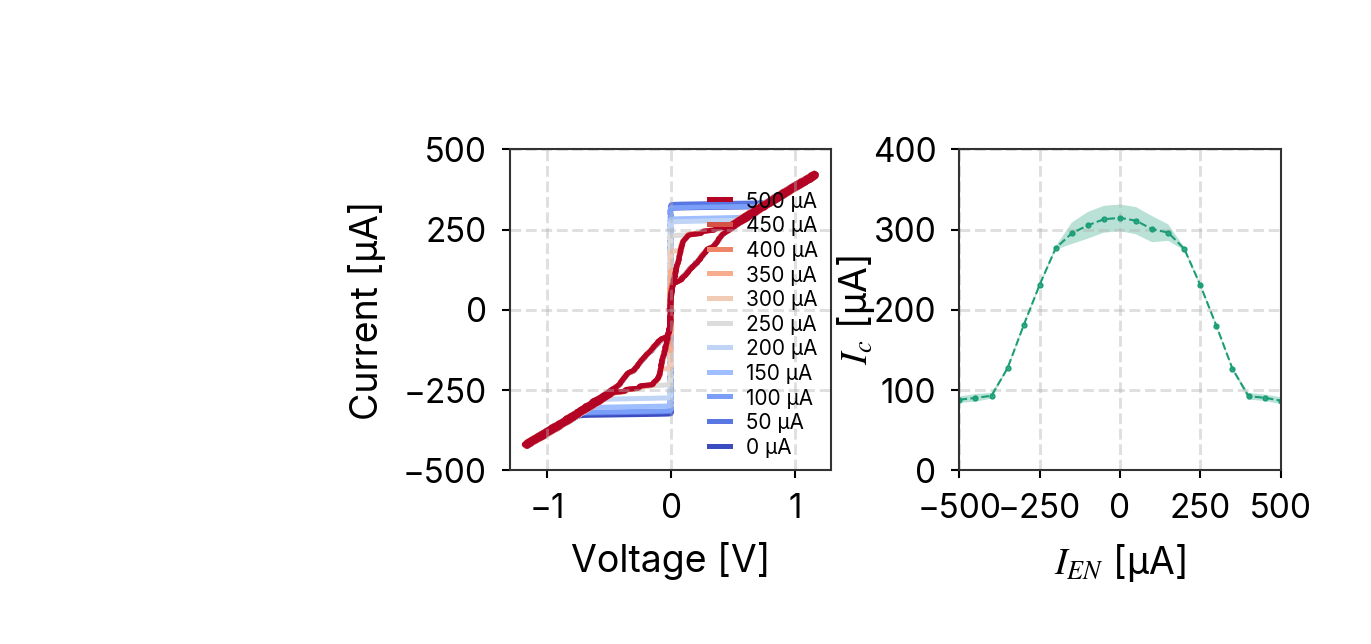 500
250
0
−250
−500
Current [µA]
−1
0
1
Voltage [V]
500 µA
450 µA
400 µA
350 µA
300 µA
250 µA
200 µA
150 µA
100 µA
50 µA
0 µA
400
300
200
100
0
I_c [µA]
−500
−250
0
250
500
I_EN [µA]